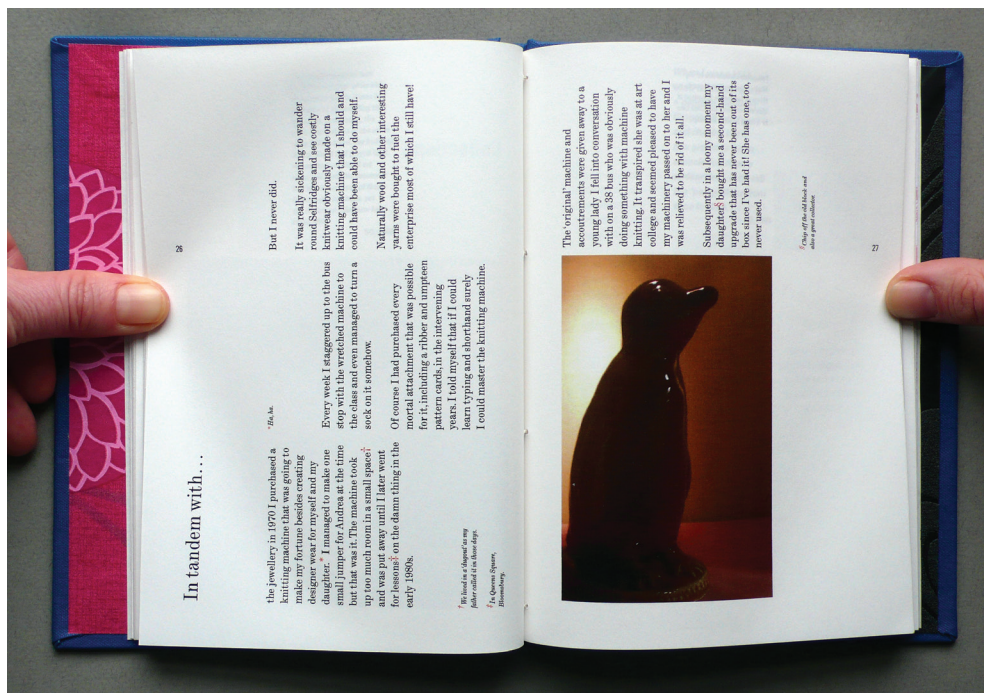 In tandem with....
the jewellery in 1970 I purchased a
knitting machine that was going to
make my fortune besides creating
designer wear for myself and my
daughter.* I managed to make one
small jumper for Andrea at the time
but that was it. The machine took
up too much room in a small space†
and was put away until I later went
for lessons‡ on the damn thing in the
early 1980s.
† We lived in a 'shopend' as my
father called it in those days.
‡ In Queens Square,
Bloomsbury.
* Ha, ha.
Every week I staggered up to the bus
stop with the wretched machine to
the class and even managed to turn a
sock on it somehow.
Of course I had purchased every
mortal attachment that was possible
for it, including a ribber and umpteen
pattern cards, in the intervening
years. I told myself that if I could
learn typing and shorthand surely
I could master the knitting machine.
26
But I never did.
It was really sickening to wander
round Selfridges and see costly
knitwear obviously made on a
knitting machine that I should and
could have been able to do myself.
Naturally wool and other interesting
yarns were bought to fuel the
enterprise most of which I still have!
The 'original' machine and
accoutrements were given away to a
young lady I fell into conversation
with on a 38 bus who was obviously
doing something with machine
knitting. It transpired she was at art
college and seemed pleased to have
my machinery passed on to her and I
was relieved to be rid of it all.
Subsequently in a loony moment my
daughter§ bought me a second-hand
upgrade that has never been out of its
box since I've had it! She has one, too,
never used.
§ Chip off the old block and
also a great collector.
27